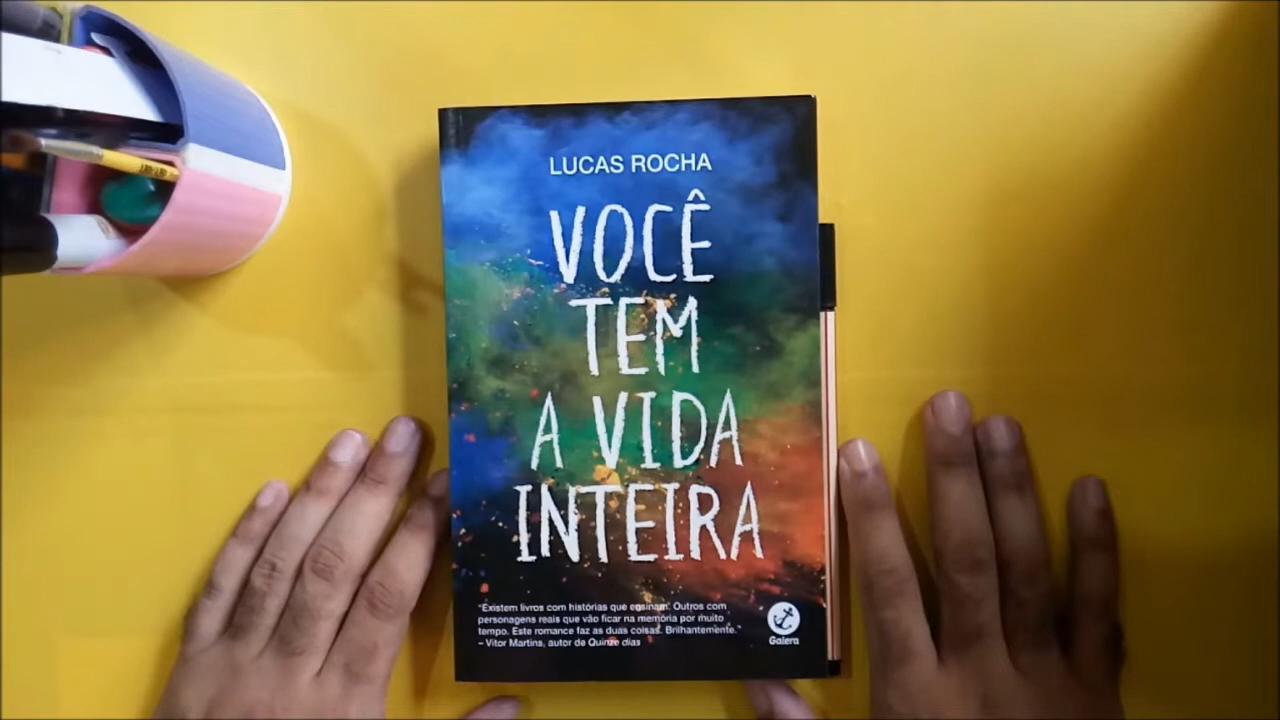 LUCAS ROCHA
VOCÊ
TEM
A VIDA
INTEIRA
"Existem livros com histórias que ensinam. Outros com
personagens reais que vão ficar na memória por muito
tempo. Este romance faz as duas coisas. Brilhantemente."
– Vitor Martins, autor de Quinze dias
Galera